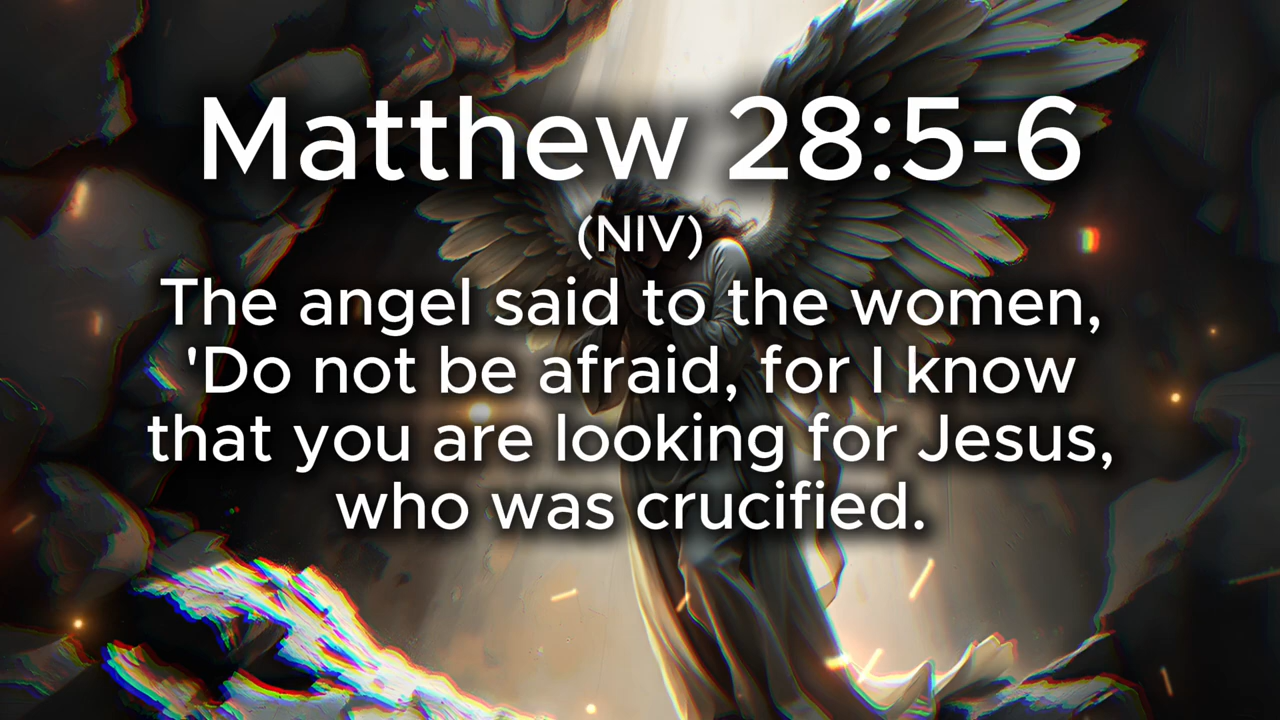 Matthew 28:5-6
(NIV)
The angel said to the women,
'Do not be afraid, for I know
that you are looking for Jesus,
who was crucified.